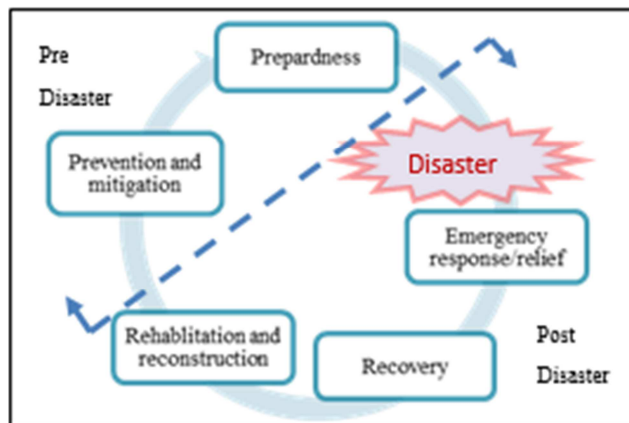 Pre
Disaster
Prepardness
Prevention and
mitigation
Disaster
Emergency
response/relief
Rehablitation and
reconstruction
Recovery
Post
Disaster